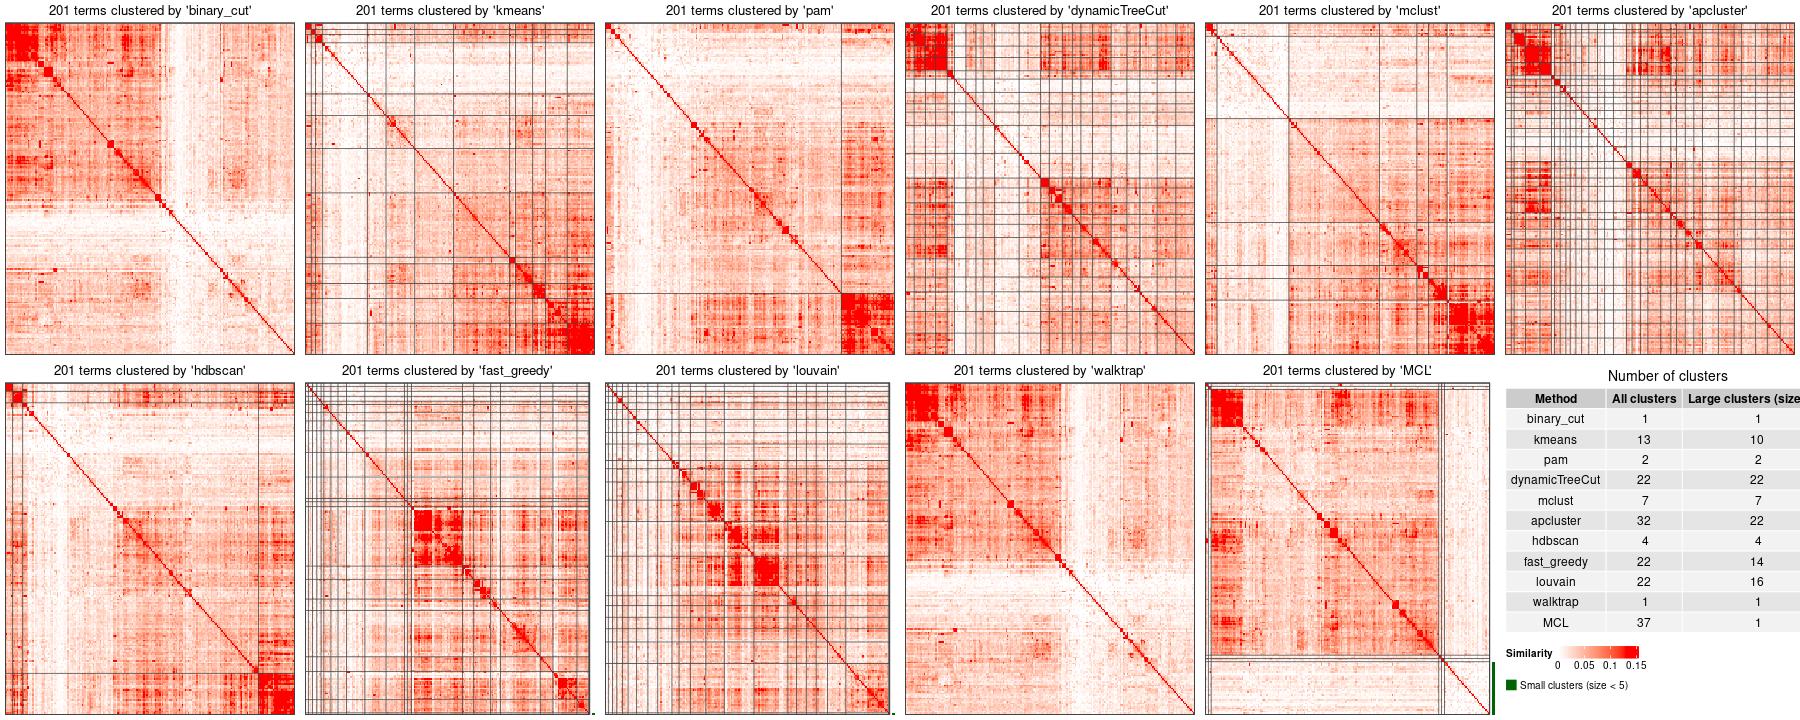 201 terms clustered by 'binary_cut'
201 terms clustered by 'kmeans'
201 terms clustered by 'pam'
201 terms clustered by 'dynamicTreeCut'
201 terms clustered by 'mclust'
201 terms clustered by 'apcluster'
201 terms clustered by 'hdbscan'
201 terms clustered by 'fast_greedy'
201 terms clustered by 'louvain'
201 terms clustered by 'walktrap'
201 terms clustered by 'MCL'
Number of clusters
Method All clusters Large clusters (size
binary_cut 1 1
kmeans 13 10
pam 2 2
dynamicTreeCut 22 22
mclust 7 7
apcluster 32 22
hdbscan 4 4
fast_greedy 22 14
louvain 22 16
walktrap 1 1
MCL 37 1
Similarity
0 0.05 0.1 0.15
Small clusters (size < 5)